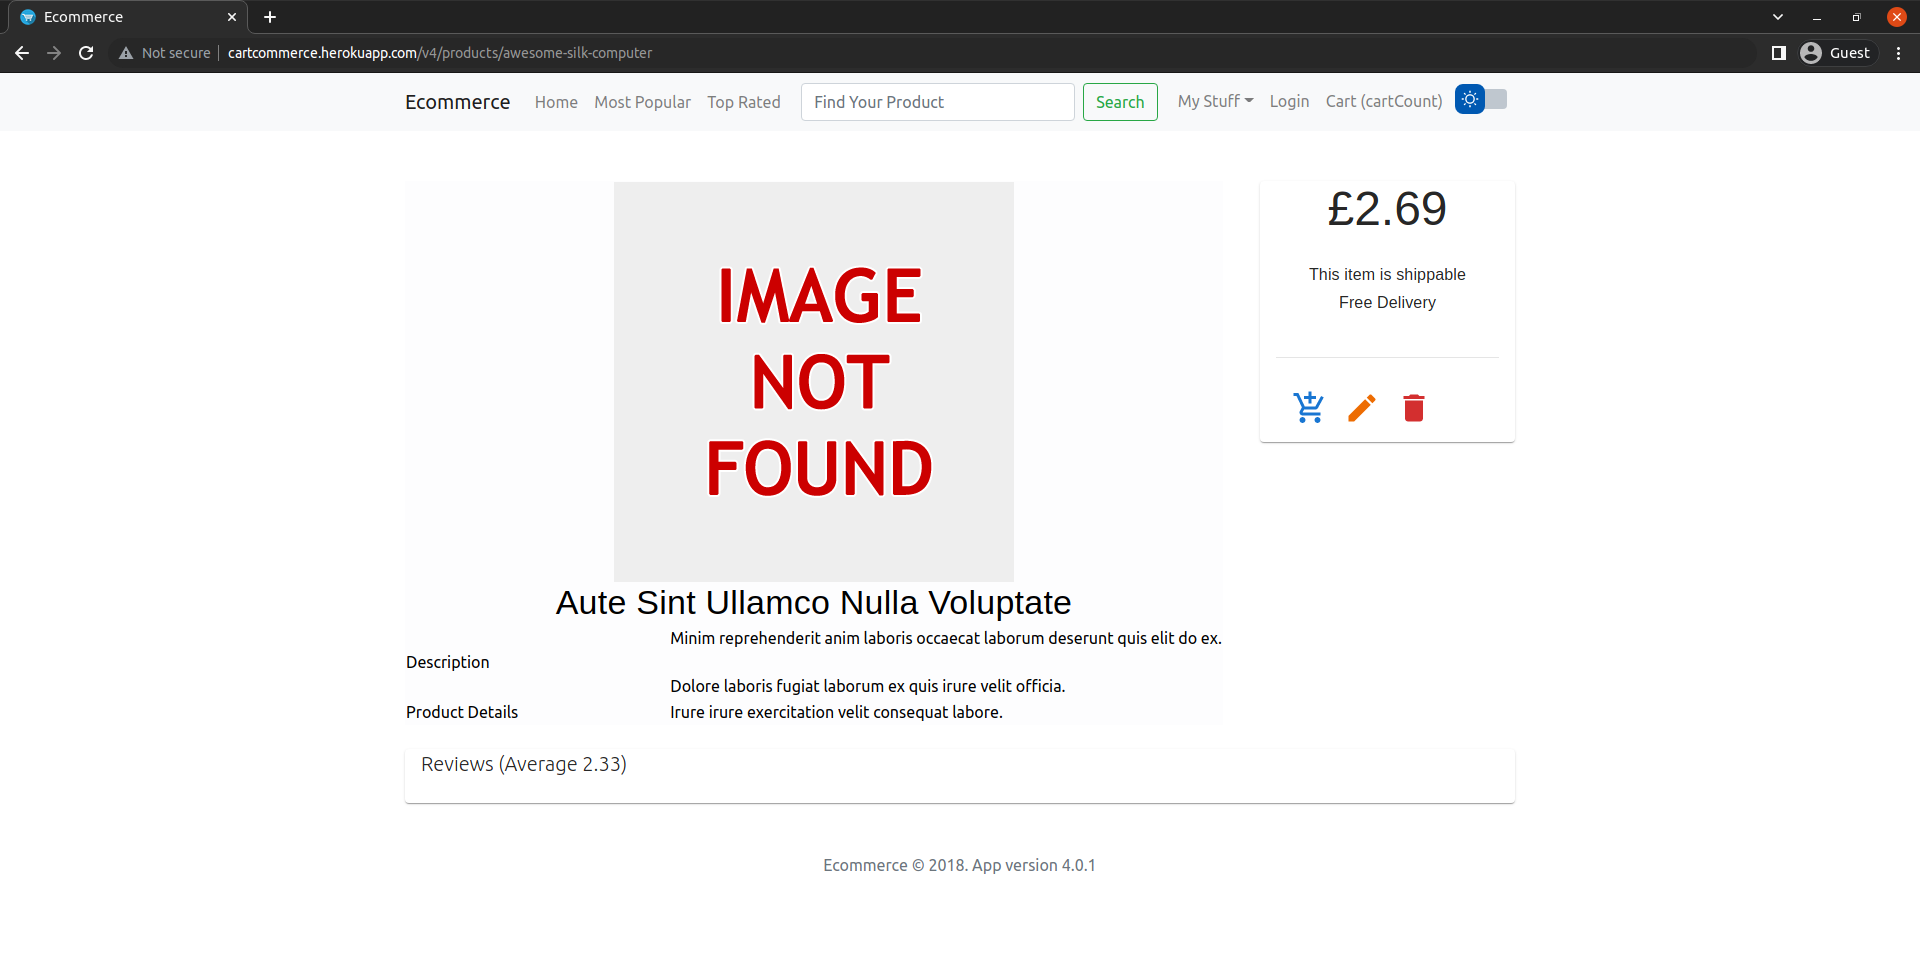 Ecommerce
Not secure cartcommerce.herokuapp.com/v4/products/awesome-silk-computer Guest
Ecommerce Home Most Popular Top Rated Find Your Product Search My Stuff Login Cart (cartCount)
IMAGE
NOT
FOUND
£2.69
This item is shippable
Free Delivery
Aute Sint Ullamco Nulla Voluptate
Minim reprehenderit anim laboris occaecat laborum deserunt quis elit do ex.
Description
Dolore laboris fugiat laborum ex quis irure velit officia.
Product Details Irure irure exercitation velit consequat labore.
Reviews (Average 2.33)
Ecommerce © 2018. App version 4.0.1